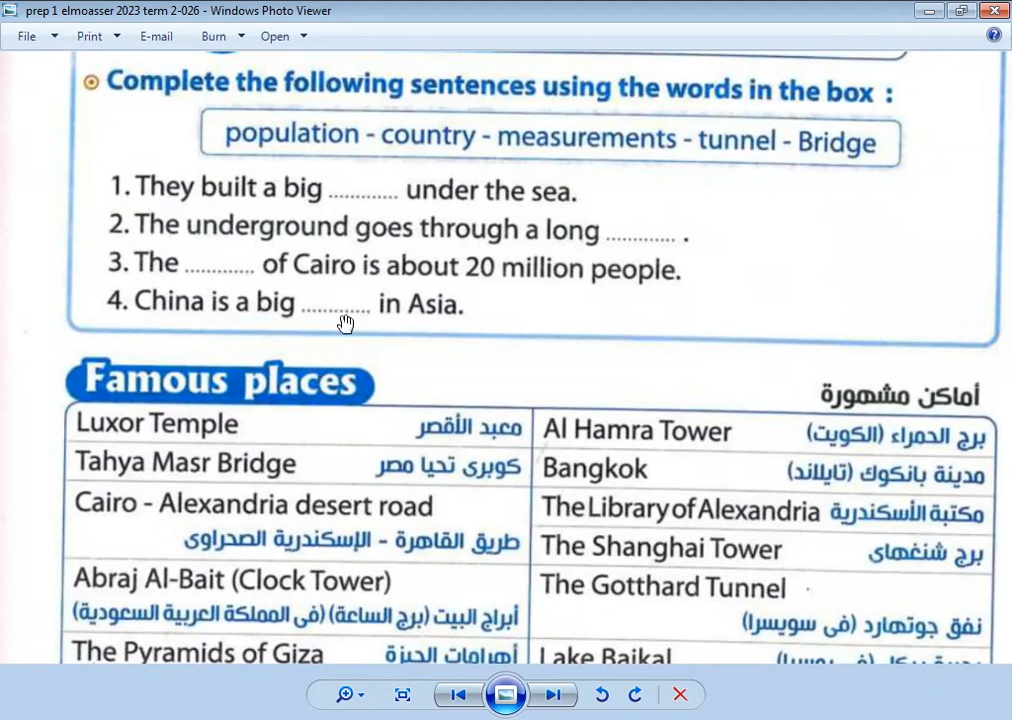 prep 1 elmoasser 2023 term 2-026 - Windows Photo Viewer
File Print E-mail Burn Open
Complete the following sentences using the words in the box :
population - country - measurements - tunnel - Bridge
1. They built a big ............ under the sea.
2. The underground goes through a long ............ .
3. The ............ of Cairo is about 20 million people.
4. China is a big ............ in Asia.
Famous places أماكن مشهورة
Luxor Temple معبد الأقصر
Al Hamra Tower برج الحمراء (الكويت)
Tahya Masr Bridge كوبرى تحيا مصر
Bangkok مدينة بانكوك (تايلاند)
Cairo - Alexandria desert road
طريق القاهرة - الإسكندرية الصحراوى
The Library of Alexandria مكتبة الأسكندرية
The Shanghai Tower برج شنغهاى
Abraj Al-Bait (Clock Tower)
أبراج البيت (برج الساعة) (فى المملكة العربية السعودية)
The Gotthard Tunnel
نفق جوتهارد (فى سويسرا)
The Pyramids of Giza أهرامات الجيزة
Lake Baikal